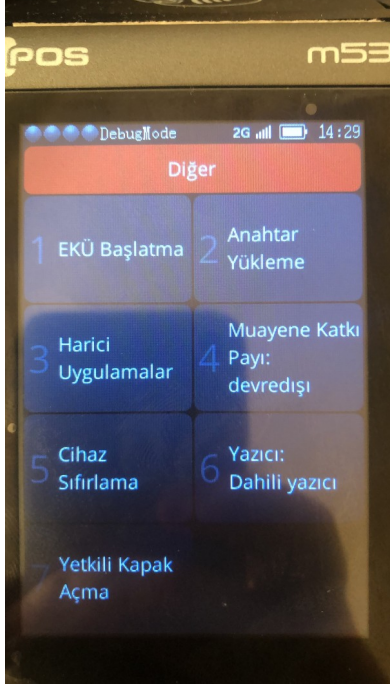 POS m53
DebugMode 2G 14:29
Diğer
1 EKÜ Başlatma
2 Anahtar
Yükleme
3 Harici
Uygulamalar
4 Muayene Katkı
Payı:
devredışı
5 Cihaz
Sıfırlama
6 Yazıcı:
Dahili yazıcı
7 Yetkili Kapak
Açma